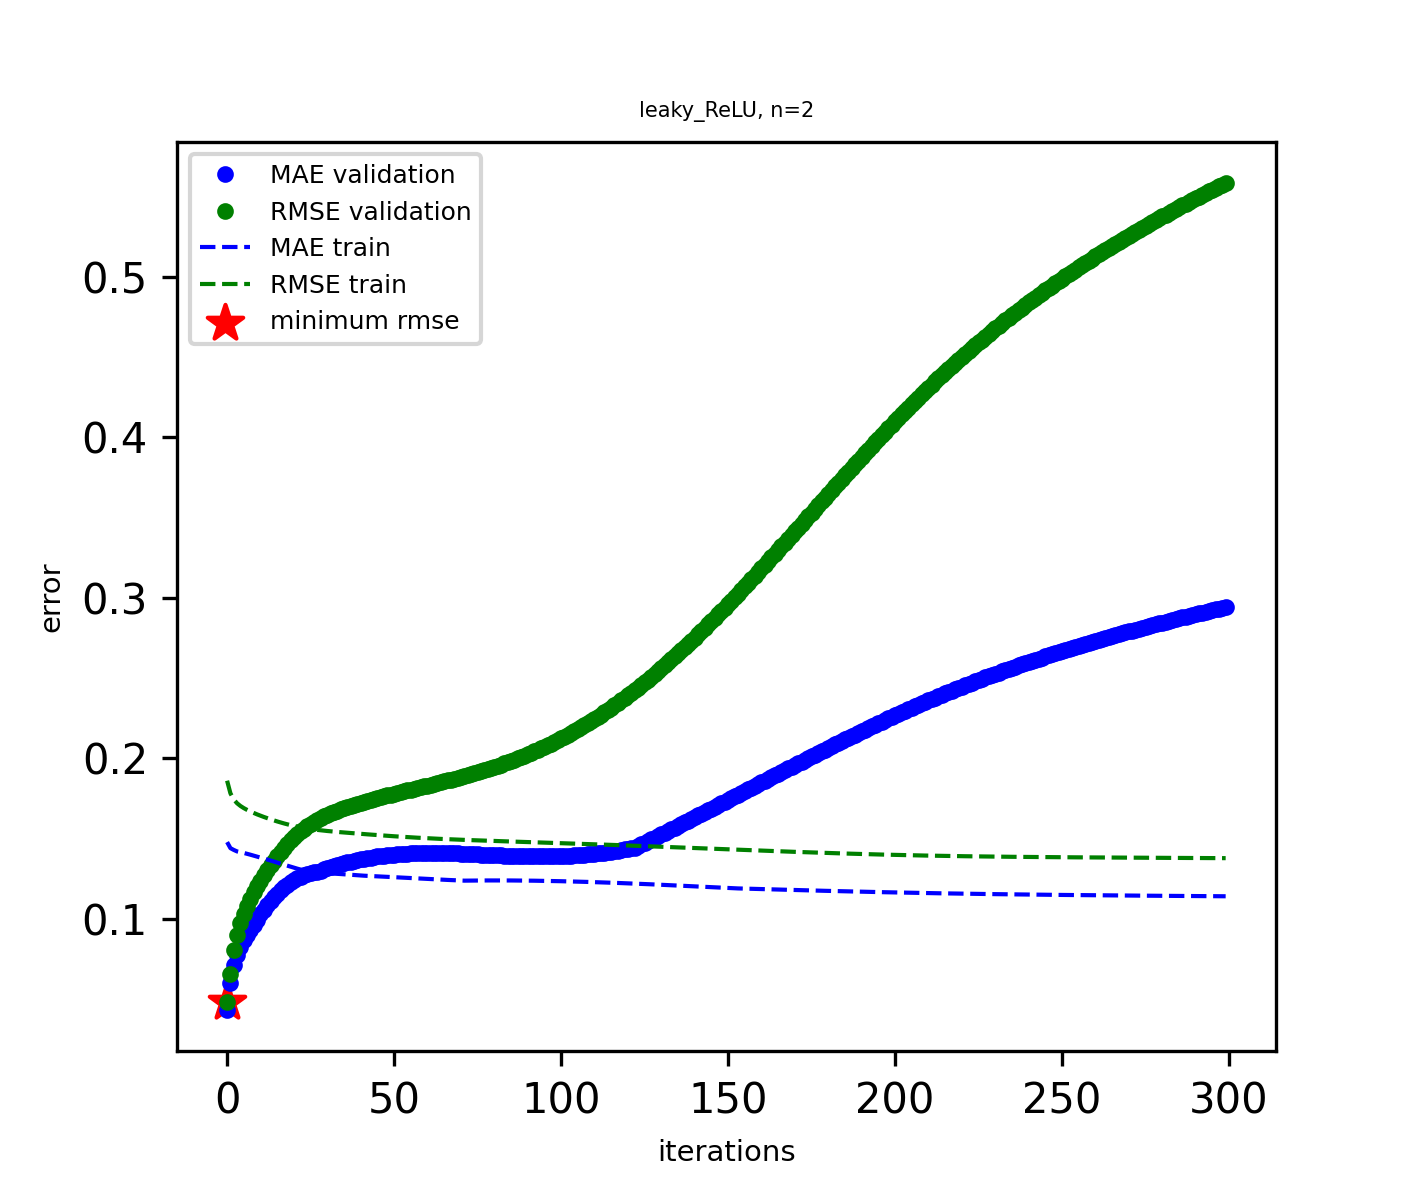 leaky_ReLU, n=2
MAE validation
RMSE validation
MAE train
RMSE train
minimum rmse
0.5
0.4
0.3
0.2
0.1
error
0 50 100 150 200 250 300
iterations